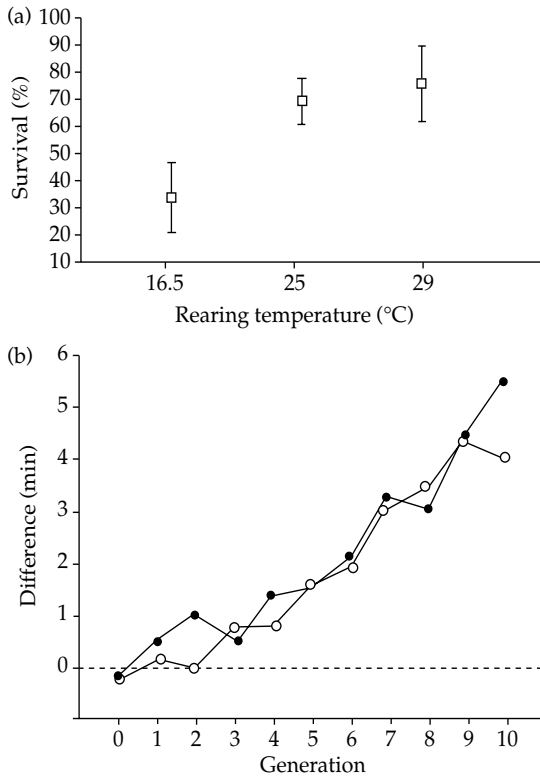 (a)
100
90
80
70
60
50
40
30
20
10
Survival (%)
16.5 25 29
Rearing temperature (°C)
(b)
6
5
4
3
2
1
0
Difference (min)
0 1 2 3 4 5 6 7 8 9 10
Generation